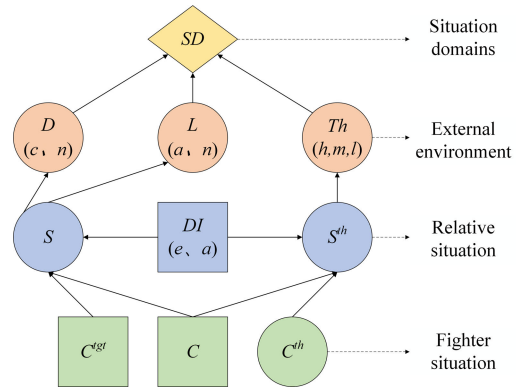 SD
Situation
domains
D
(c、n)
L
(a、n)
Th
(h,m,l)
External
environment
S
DI
(e、a)
S^th
Relative
situation
C^tgt
C
C^th
Fighter
situation